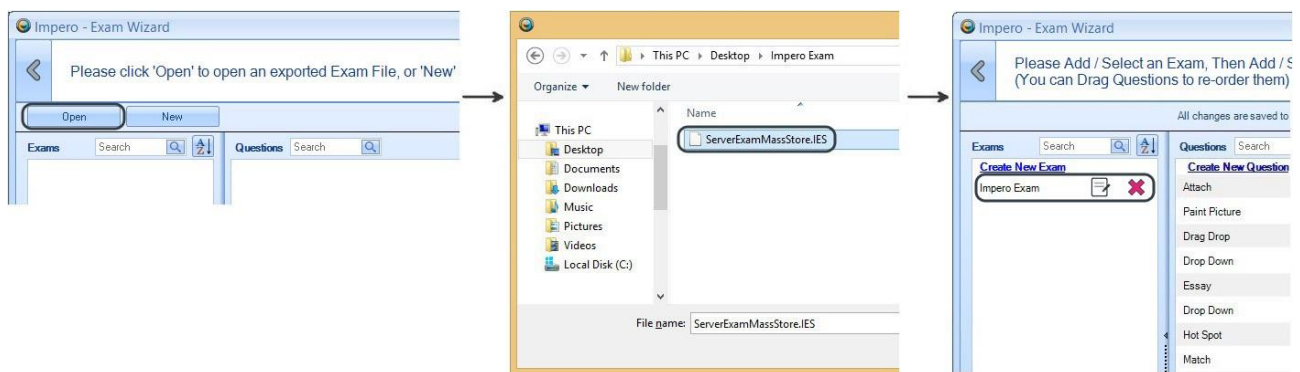 Impero - Exam Wizard
Please click 'Open' to open an exported Exam File, or 'New'
Open New
Exams Search Questions Search
This PC Desktop Impero Exam
Organize New folder
Name
ServerExamMassStore.IES
This PC
Desktop
Documents
Downloads
Music
Pictures
Videos
Local Disk (C:)
File name: ServerExamMassStore.IES
Impero - Exam Wizard
Please Add / Select an Exam, Then Add / S
(You can Drag Questions to re-order them)
All changes are saved to
Exams Search Questions Search
Create New Exam Create New Question
Impero Exam
Attach
Paint Picture
Drag Drop
Drop Down
Essay
Drop Down
Hot Spot
Match